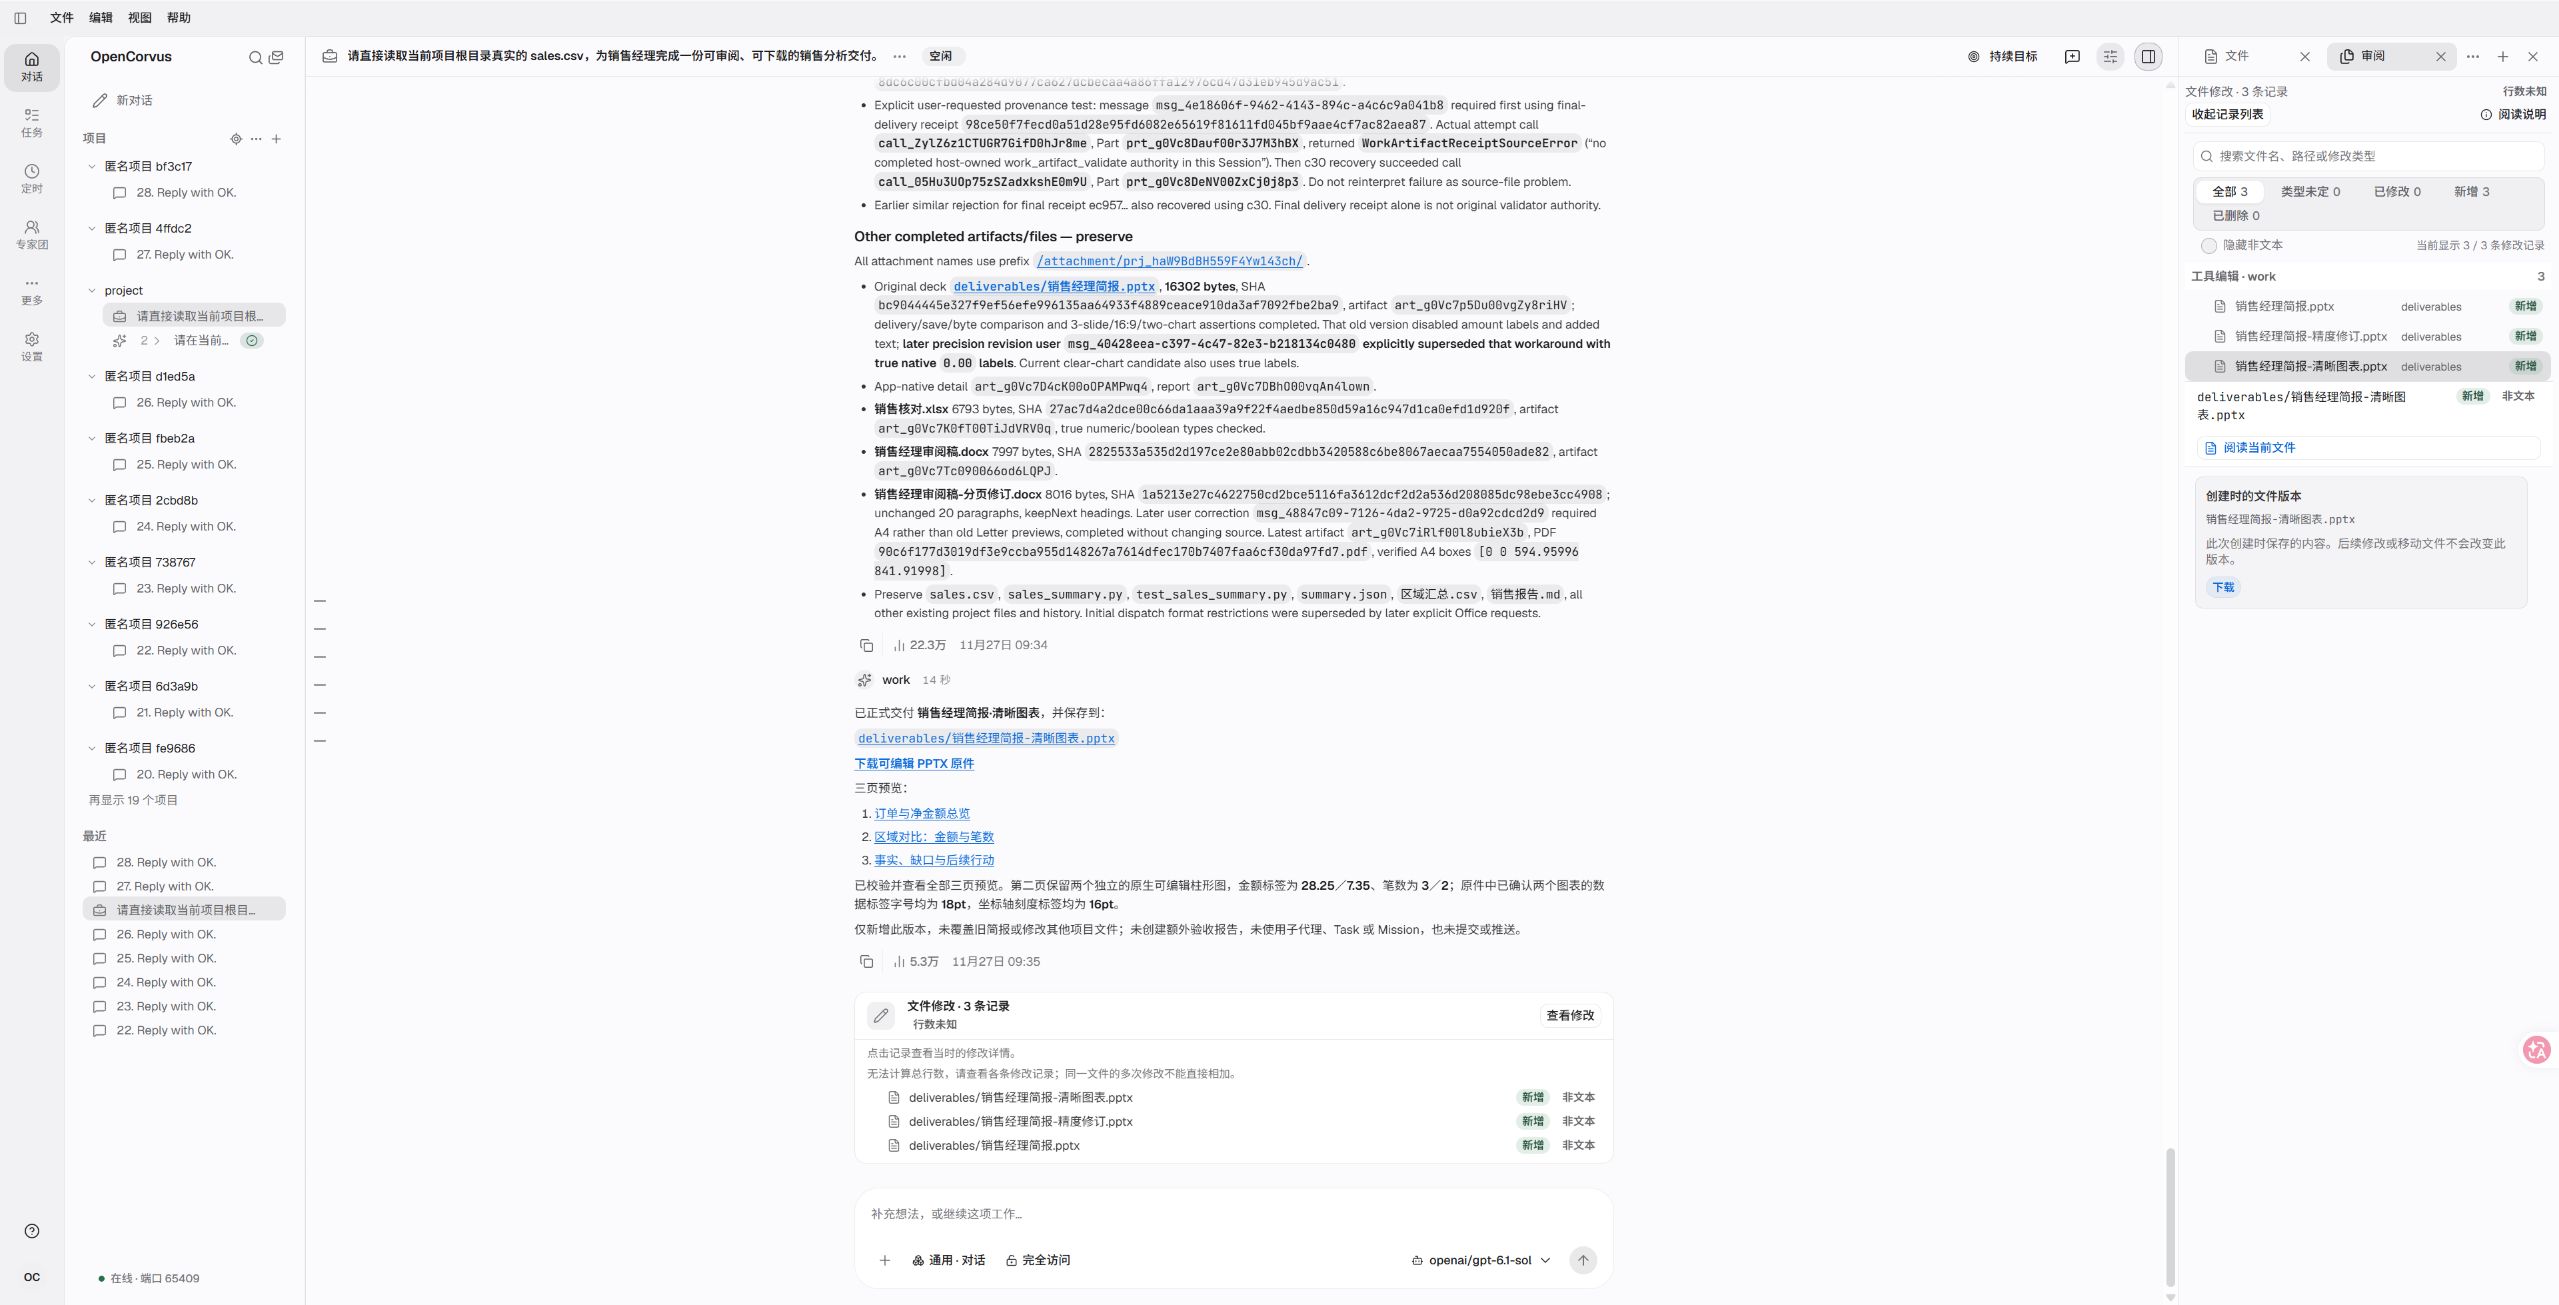 文件 编辑 视图 帮助
对话
任务
定时
专家团
更多
设置
OC
OpenCorvus
新对话
项目
匿名项目 bf3c17
28. Reply with OK.
匿名项目 4ffdc2
27. Reply with OK.
project
请直接读取当前项目根...
2 请在当前...
匿名项目 d1ed5a
26. Reply with OK.
匿名项目 fbeb2a
25. Reply with OK.
匿名项目 2cbd8b
24. Reply with OK.
匿名项目 738767
23. Reply with OK.
匿名项目 926e56
22. Reply with OK.
匿名项目 6d3a9b
21. Reply with OK.
匿名项目 fe9686
20. Reply with OK.
再显示 19 个项目
最近
28. Reply with OK.
27. Reply with OK.
请直接读取当前项目根目...
26. Reply with OK.
25. Reply with OK.
24. Reply with OK.
23. Reply with OK.
22. Reply with OK.
在线 · 端口 65409
请直接读取当前项目根目录真实的 sales.csv，为销售经理完成一份可审阅、可下载的销售分析交付。 ··· 空闲
持续目标
• Explicit user-requested provenance test: message msg_4e18606f-9462-4143-894c-a4c6c9a041b8 required first using final-
delivery receipt 98ce50f7fecd0a51d28e95fd6082e65619f81611fd045bf9aae4cf7ac82aea87. Actual attempt call
call_ZylZ6z1CTUGR7GifD0hJr8me, Part prt_g0Vc8Dauf00r3J7M3hBX, returned WorkArtifactReceiptSourceError (“no
completed host-owned work_artifact_validate authority in this Session”). Then c30 recovery succeeded call
call_05Hu3UOp75zSZadxkshE0m9U, Part prt_g0Vc8DeNV00ZxCj0j8p3. Do not reinterpret failure as source-file problem.
• Earlier similar rejection for final receipt ec957… also recovered using c30. Final delivery receipt alone is not original validator authority.
Other completed artifacts/files — preserve
All attachment names use prefix /attachment/prj_haW9BdBH559F4Yw143ch/.
• Original deck deliverables/销售经理简报.pptx, 16302 bytes, SHA
bc9044445e327f9ef56efe996135aa64933f4889ceace910da3af7092fbe2ba9, artifact art_g0Vc7p5Du00vgZy8riHV;
delivery/save/byte comparison and 3-slide/16:9/two-chart assertions completed. That old version disabled amount labels and added
text; later precision revision user msg_40428eea-c397-4c47-82e3-b218134c0480 explicitly superseded that workaround with
true native 0.00 labels. Current clear-chart candidate also uses true labels.
• App-native detail art_g0Vc7D4cK00oOPAMPwq4, report art_g0Vc7DBhO00vqAn4lown.
• 销售核对.xlsx 6793 bytes, SHA 27ac7d4a2dce00c66da1aaa39a9f22f4aedbe850d59a16c947d1ca0efd1d920f, artifact
art_g0Vc7K0fT00TiJdVRV0q, true numeric/boolean types checked.
• 销售经理审阅稿.docx 7997 bytes, SHA 2825533a535d2d197ce2e80abb02cdbb3420588c6be8067aecaa7554050ade82, artifact
art_g0Vc7Tc090066od6LQPJ.
• 销售经理审阅稿-分页修订.docx 8016 bytes, SHA 1a5213e27c4622750cd2bce5116fa3612dcf2d2a536d208085dc98ebe3cc4908;
unchanged 20 paragraphs, keepNext headings. Later user correction msg_48847c09-7126-4da2-9725-d0a92cdcd2d9 required
A4 rather than old Letter previews, completed without changing source. Latest artifact art_g0Vc7iRlf00l8ubieX3b, PDF
90c6f177d3019df3e9ccba955d148267a7614dfec170b7407faa6cf30da97fd7.pdf, verified A4 boxes [0 0 594.95996
841.91998].
• Preserve sales.csv, sales_summary.py, test_sales_summary.py, summary.json, 区域汇总.csv, 销售报告.md, all
other existing project files and history. Initial dispatch format restrictions were superseded by later explicit Office requests.
22.3万 11月27日 09:34
work 14 秒
已正式交付 销售经理简报·清晰图表，并保存到：
deliverables/销售经理简报-清晰图表.pptx
下载可编辑 PPTX 原件
三页预览：
1. 订单与净金额总览
2. 区域对比：金额与笔数
3. 事实、缺口与后续行动
已校验并查看全部三页预览。第二页保留两个独立的原生可编辑柱形图，金额标签为 28.25／7.35、笔数为 3／2；原件中已确认两个图表的数
据标签字号均为 18pt，坐标轴刻度标签均为 16pt。
仅新增此版本，未覆盖旧简报或修改其他项目文件；未创建额外验收报告，未使用子代理、Task 或 Mission，也未提交或推送。
5.3万 11月27日 09:35
文件修改 · 3 条记录
行数未知
查看修改
点击记录查看当时的修改详情。
无法计算总行数，请查看各条修改记录；同一文件的多次修改不能直接相加。
deliverables/销售经理简报-清晰图表.pptx 新增 非文本
deliverables/销售经理简报-精度修订.pptx 新增 非文本
deliverables/销售经理简报.pptx 新增 非文本
补充想法，或继续这项工作...
通用 · 对话 完全访问 openai/gpt-6.1-sol
文件 审阅
文件修改 · 3 条记录 行数未知
收起记录列表 阅读说明
搜索文件名、路径或修改类型
全部 3 类型未定 0 已修改 0 新增 3
已删除 0
隐藏非文本 当前显示 3 / 3 条修改记录
工具编辑 · work 3
销售经理简报.pptx deliverables 新增
销售经理简报-精度修订.pptx deliverables 新增
销售经理简报-清晰图表.pptx deliverables 新增
deliverables/销售经理简报-清晰图 新增 非文本
表.pptx
阅读当前文件
创建时的文件版本
销售经理简报-清晰图表.pptx
此次创建时保存的内容。后续修改或移动文件不会改变此
版本。
下载